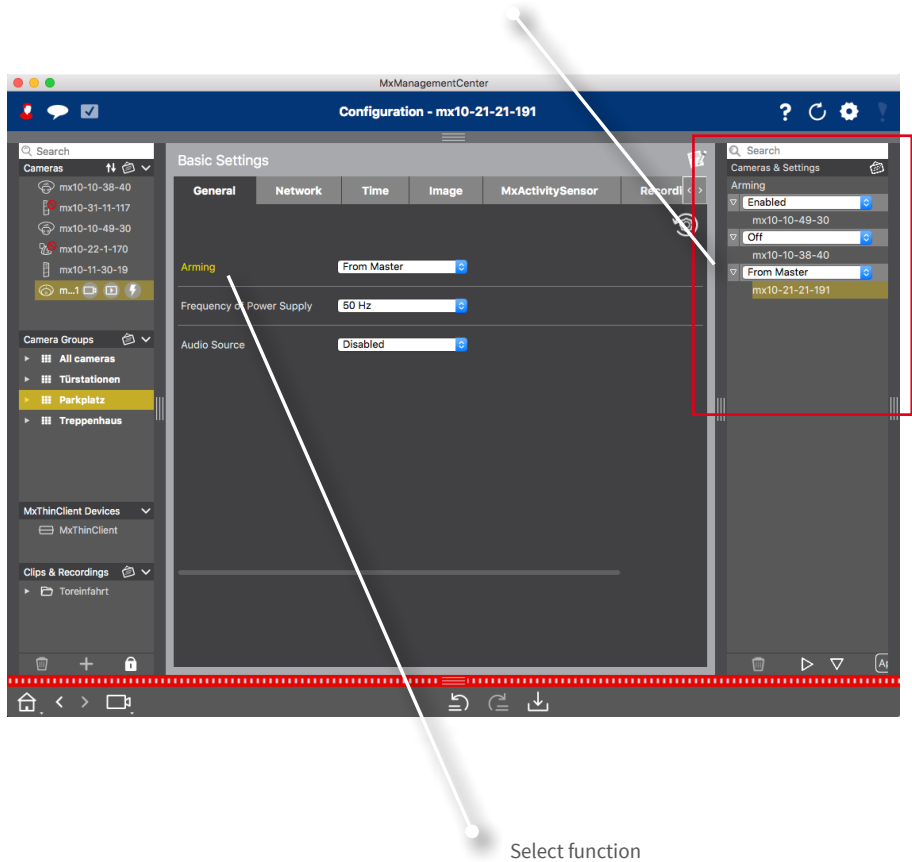 MxManagementCenter
Configuration - mx10-21-21-191
?
Search
Cameras
mx10-10-38-40
mx10-31-11-117
mx10-10-49-30
mx10-22-1-170
mx10-11-30-19
m...1
Camera Groups
All cameras
Türstationen
Parkplatz
Treppenhaus
MxThinClient Devices
MxThinClient
Clips & Recordings
Toreinfahrt
Basic Settings
General Network Time Image MxActivitySensor Recordi
Arming From Master
Frequency of Power Supply 50 Hz
Audio Source Disabled
Search
Cameras & Settings
Arming
Enabled
mx10-10-49-30
Off
mx10-10-38-40
From Master
mx10-21-21-191
Ap
Select function